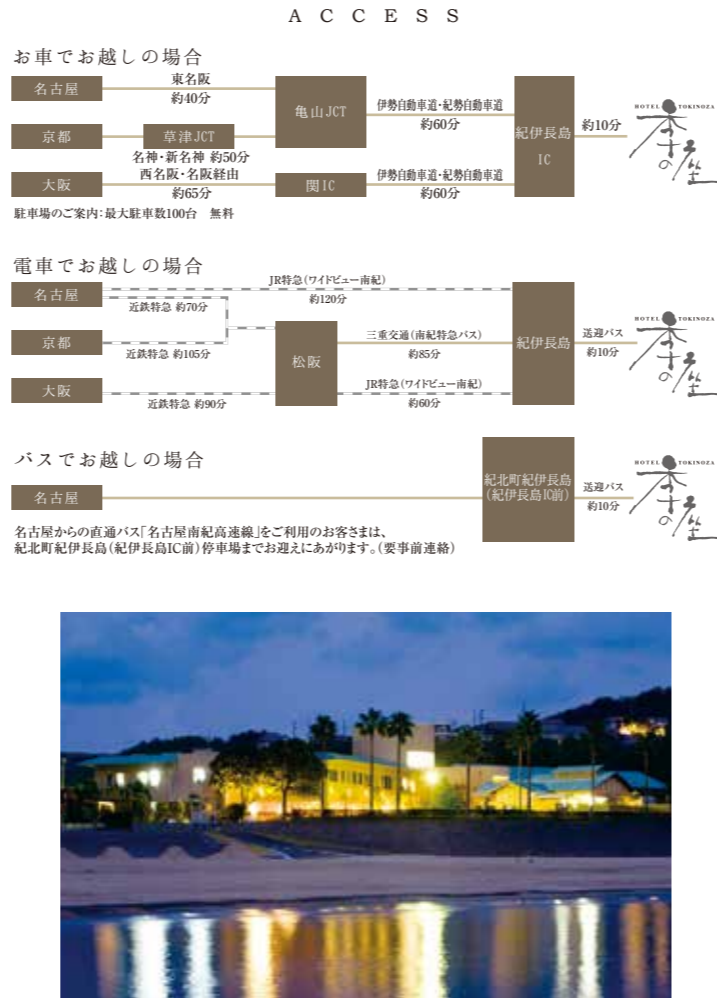 ACCESS
お車でお越しの場合
名古屋
東名阪
約40分
亀山JCT
伊勢自動車道・紀勢自動車道
約60分
紀伊長島
IC
約10分
HOTEL TOKINOZA
季の座
京都
草津JCT
名神・新名神 約50分
大阪
西名阪・名阪経由
約65分
関IC
伊勢自動車道・紀勢自動車道
約60分
駐車場のご案内:最大駐車数100台 無料
電車でお越しの場合
名古屋
JR特急(ワイドビュー南紀)
約120分
近鉄特急 約70分
京都
近鉄特急 約105分
松阪
三重交通(南紀特急バス)
約85分
紀伊長島
送迎バス
約10分
HOTEL TOKINOZA
季の座
大阪
近鉄特急 約90分
JR特急(ワイドビュー南紀)
約60分
バスでお越しの場合
名古屋
紀北町紀伊長島
(紀伊長島IC前)
送迎バス
約10分
HOTEL TOKINOZA
季の座
名古屋からの直通バス「名古屋南紀高速線」をご利用のお客さまは、
紀北町紀伊長島(紀伊長島IC前)停車場までお迎えにあがります。(要事前連絡)